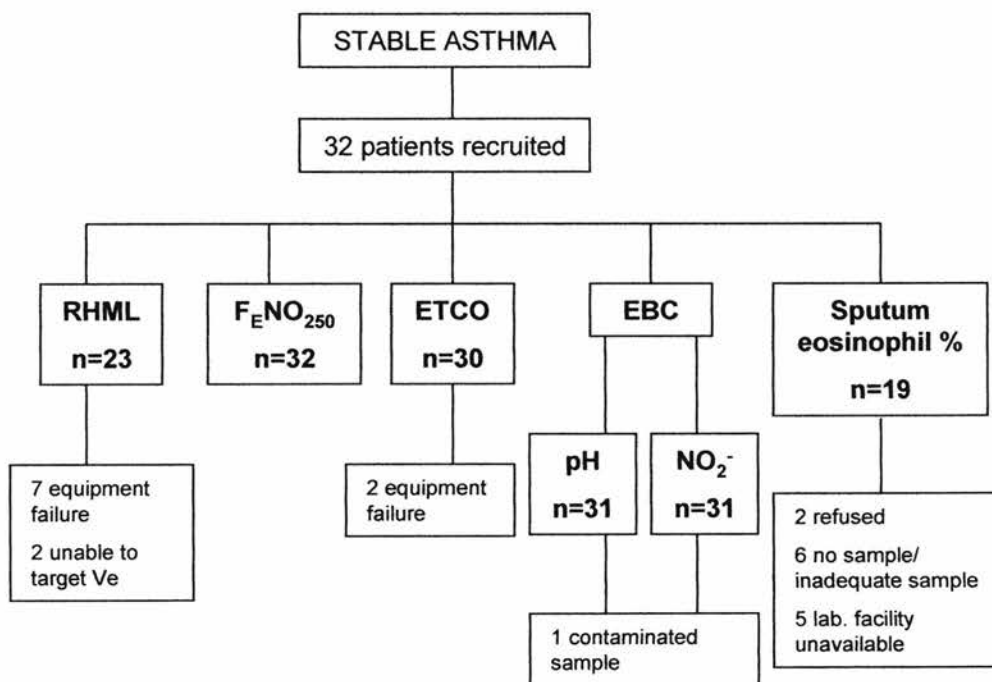 STABLE ASTHMA
32 patients recruited
RHML
n=23
7 equipment
failure
2 unable to
target Ve
FENO250
n=32
ETCO
n=30
2 equipment
failure
EBC
pH
n=31
NO2-
n=31
1 contaminated
sample
Sputum
eosinophil %
n=19
2 refused
6 no sample/
inadequate sample
5 lab. facility
unavailable